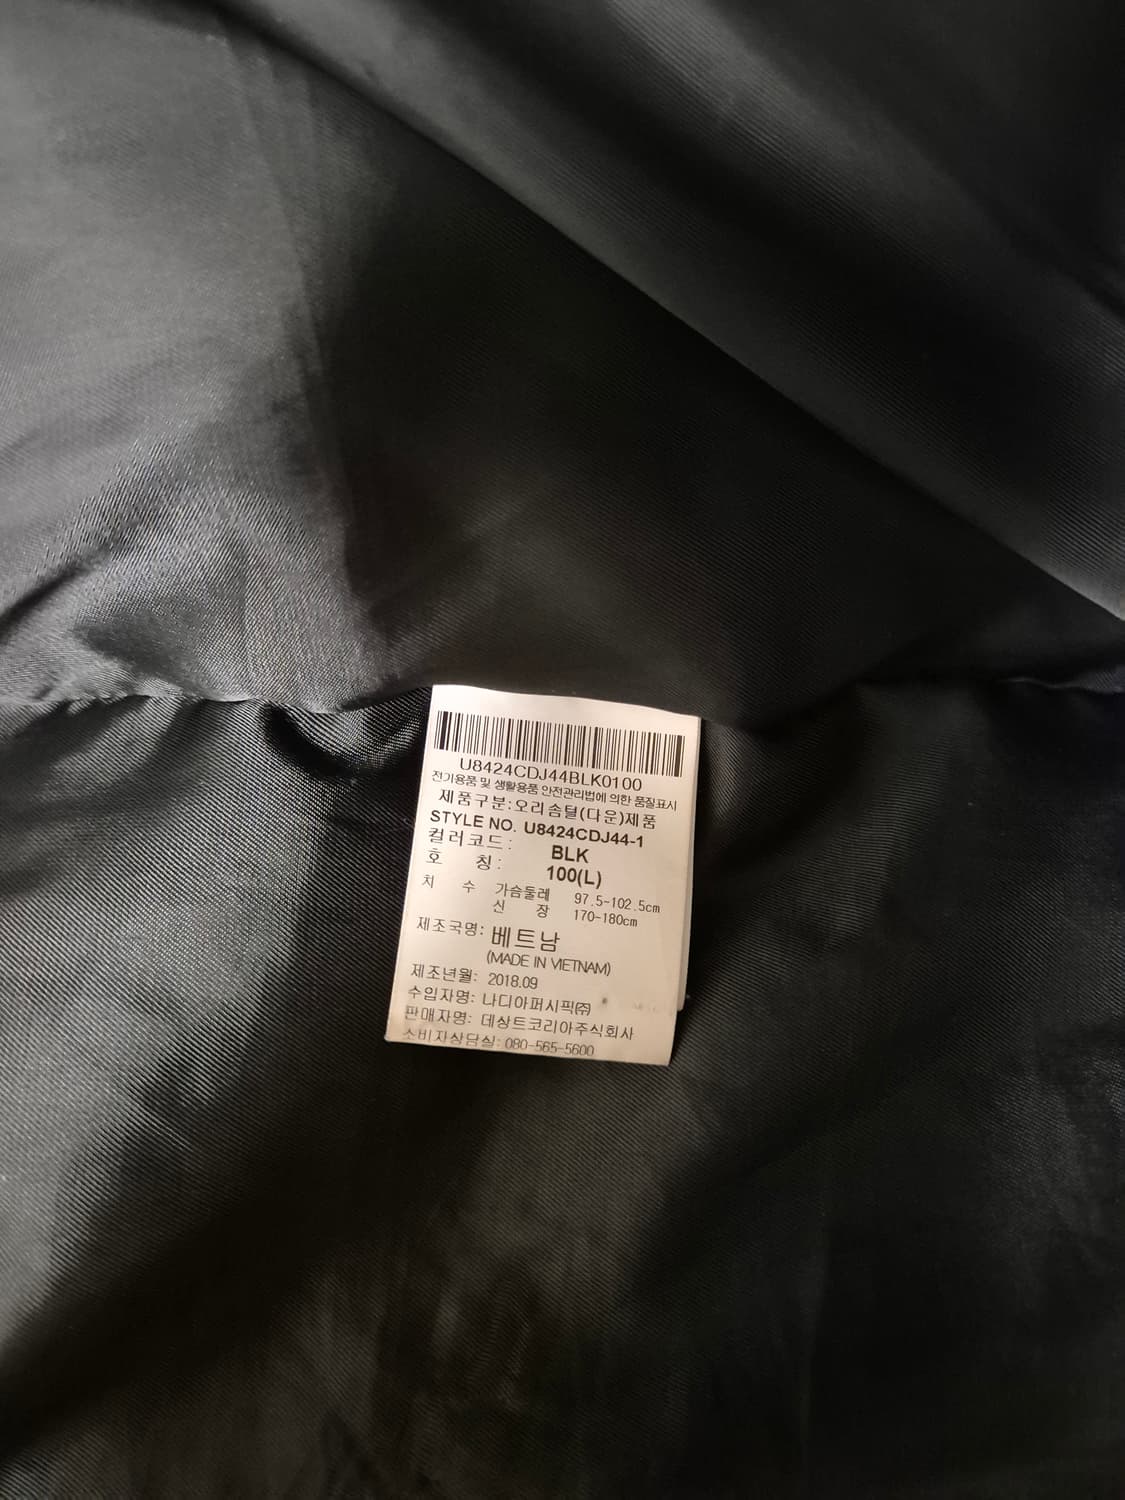 U8424CDJ44BLK0100
전기용품 및 생활용품 안전관리법에 의한 품질표시
제품구분:오리솜털(다운)제품
STYLE NO. U8424CDJ44-1
컬러코드: BLK
호 칭: 100(L)
치 수 가슴둘레 97.5-102.5cm
신 장 170-180cm
제조국명: 베트남
(MADE IN VIETNAM)
제조년월: 2018.09
수입자명: 나디아퍼시픽㈜
판매자명: 데상트코리아주식회사
소비자상담실: 080-565-5600